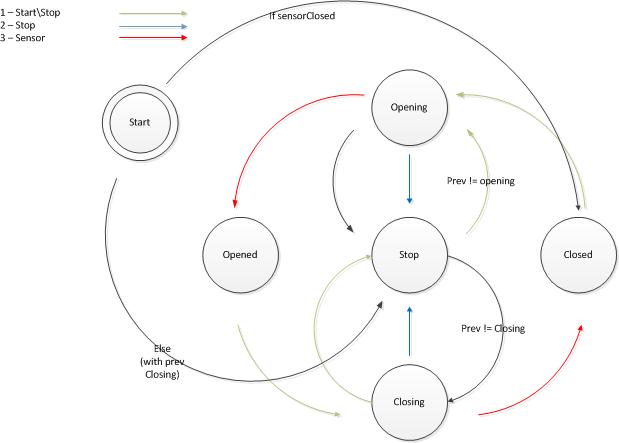 1 – Start\Stop
2 – Stop
3 – Sensor
If sensorClosed
Start
Opening
Prev != opening
Opened
Stop
Closed
Prev != Closing
Else
(with prev
Closing)
Closing